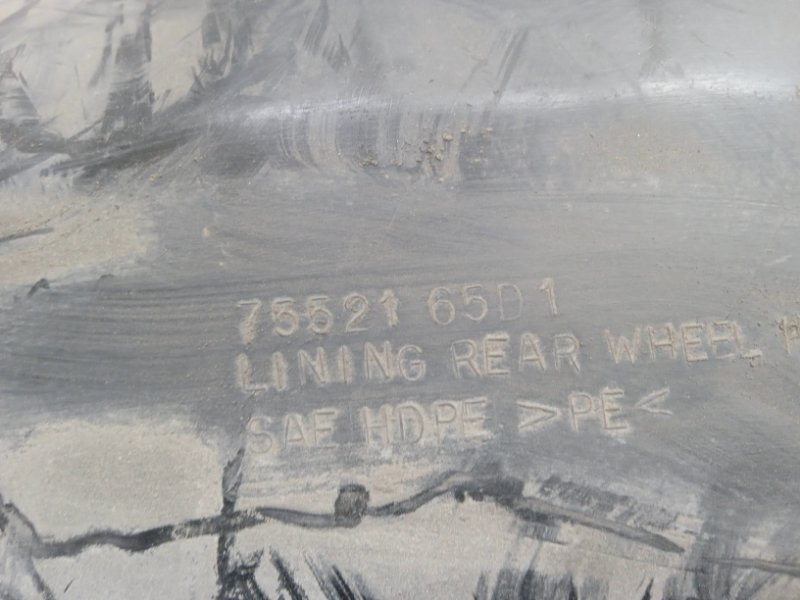 75521 65D1
LINING REAR WHEEL
SAE HDPE >PE<